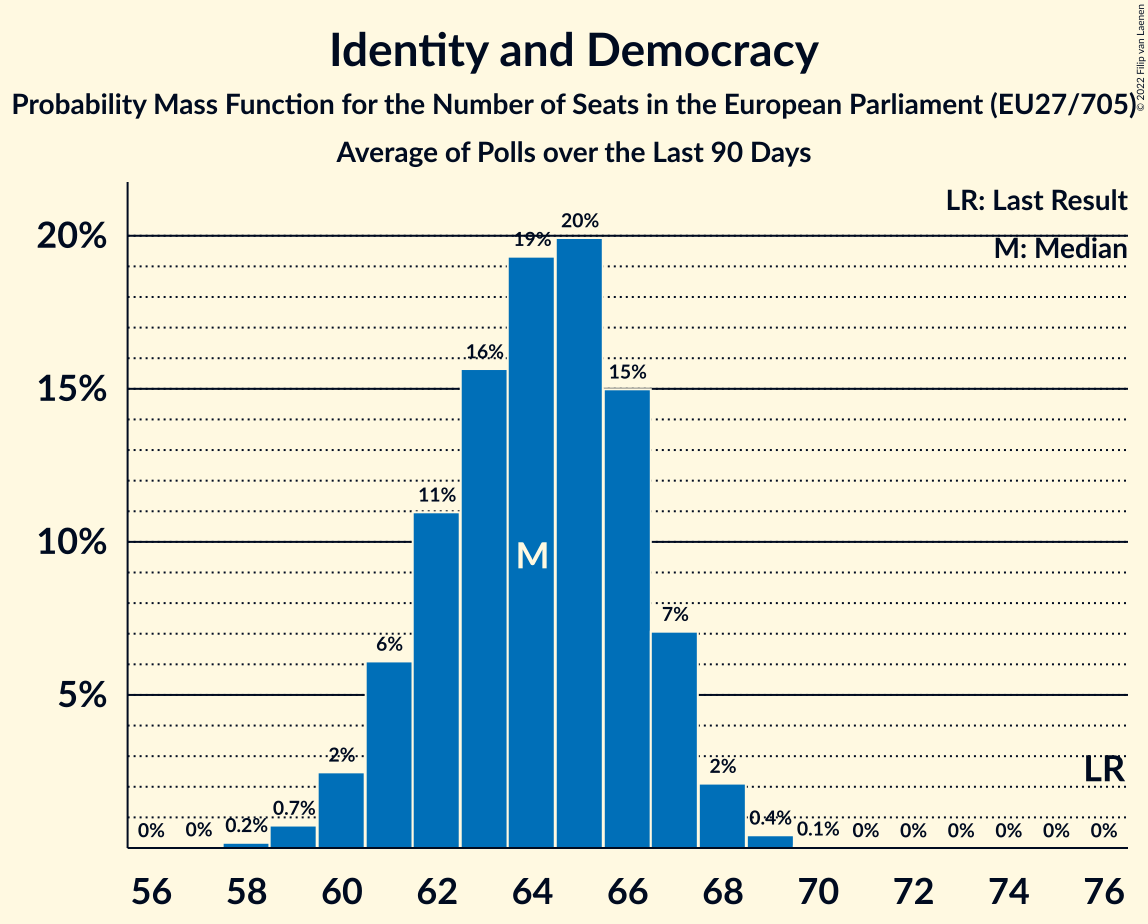 Identity and Democracy
Probability Mass Function for the Number of Seats in the European Parliament (EU27/705)
Average of Polls over the Last 90 Days
© 2022 Filip van Laenen
LR: Last Result
M: Median
20%
15%
10%
5%
0% 0% 0.2% 0.7% 2% 6% 11% 16% 19% 20% 15% 7% 2% 0.4% 0.1% 0% 0% 0% 0% 0% 0%
M
LR
56 58 60 62 64 66 68 70 72 74 76